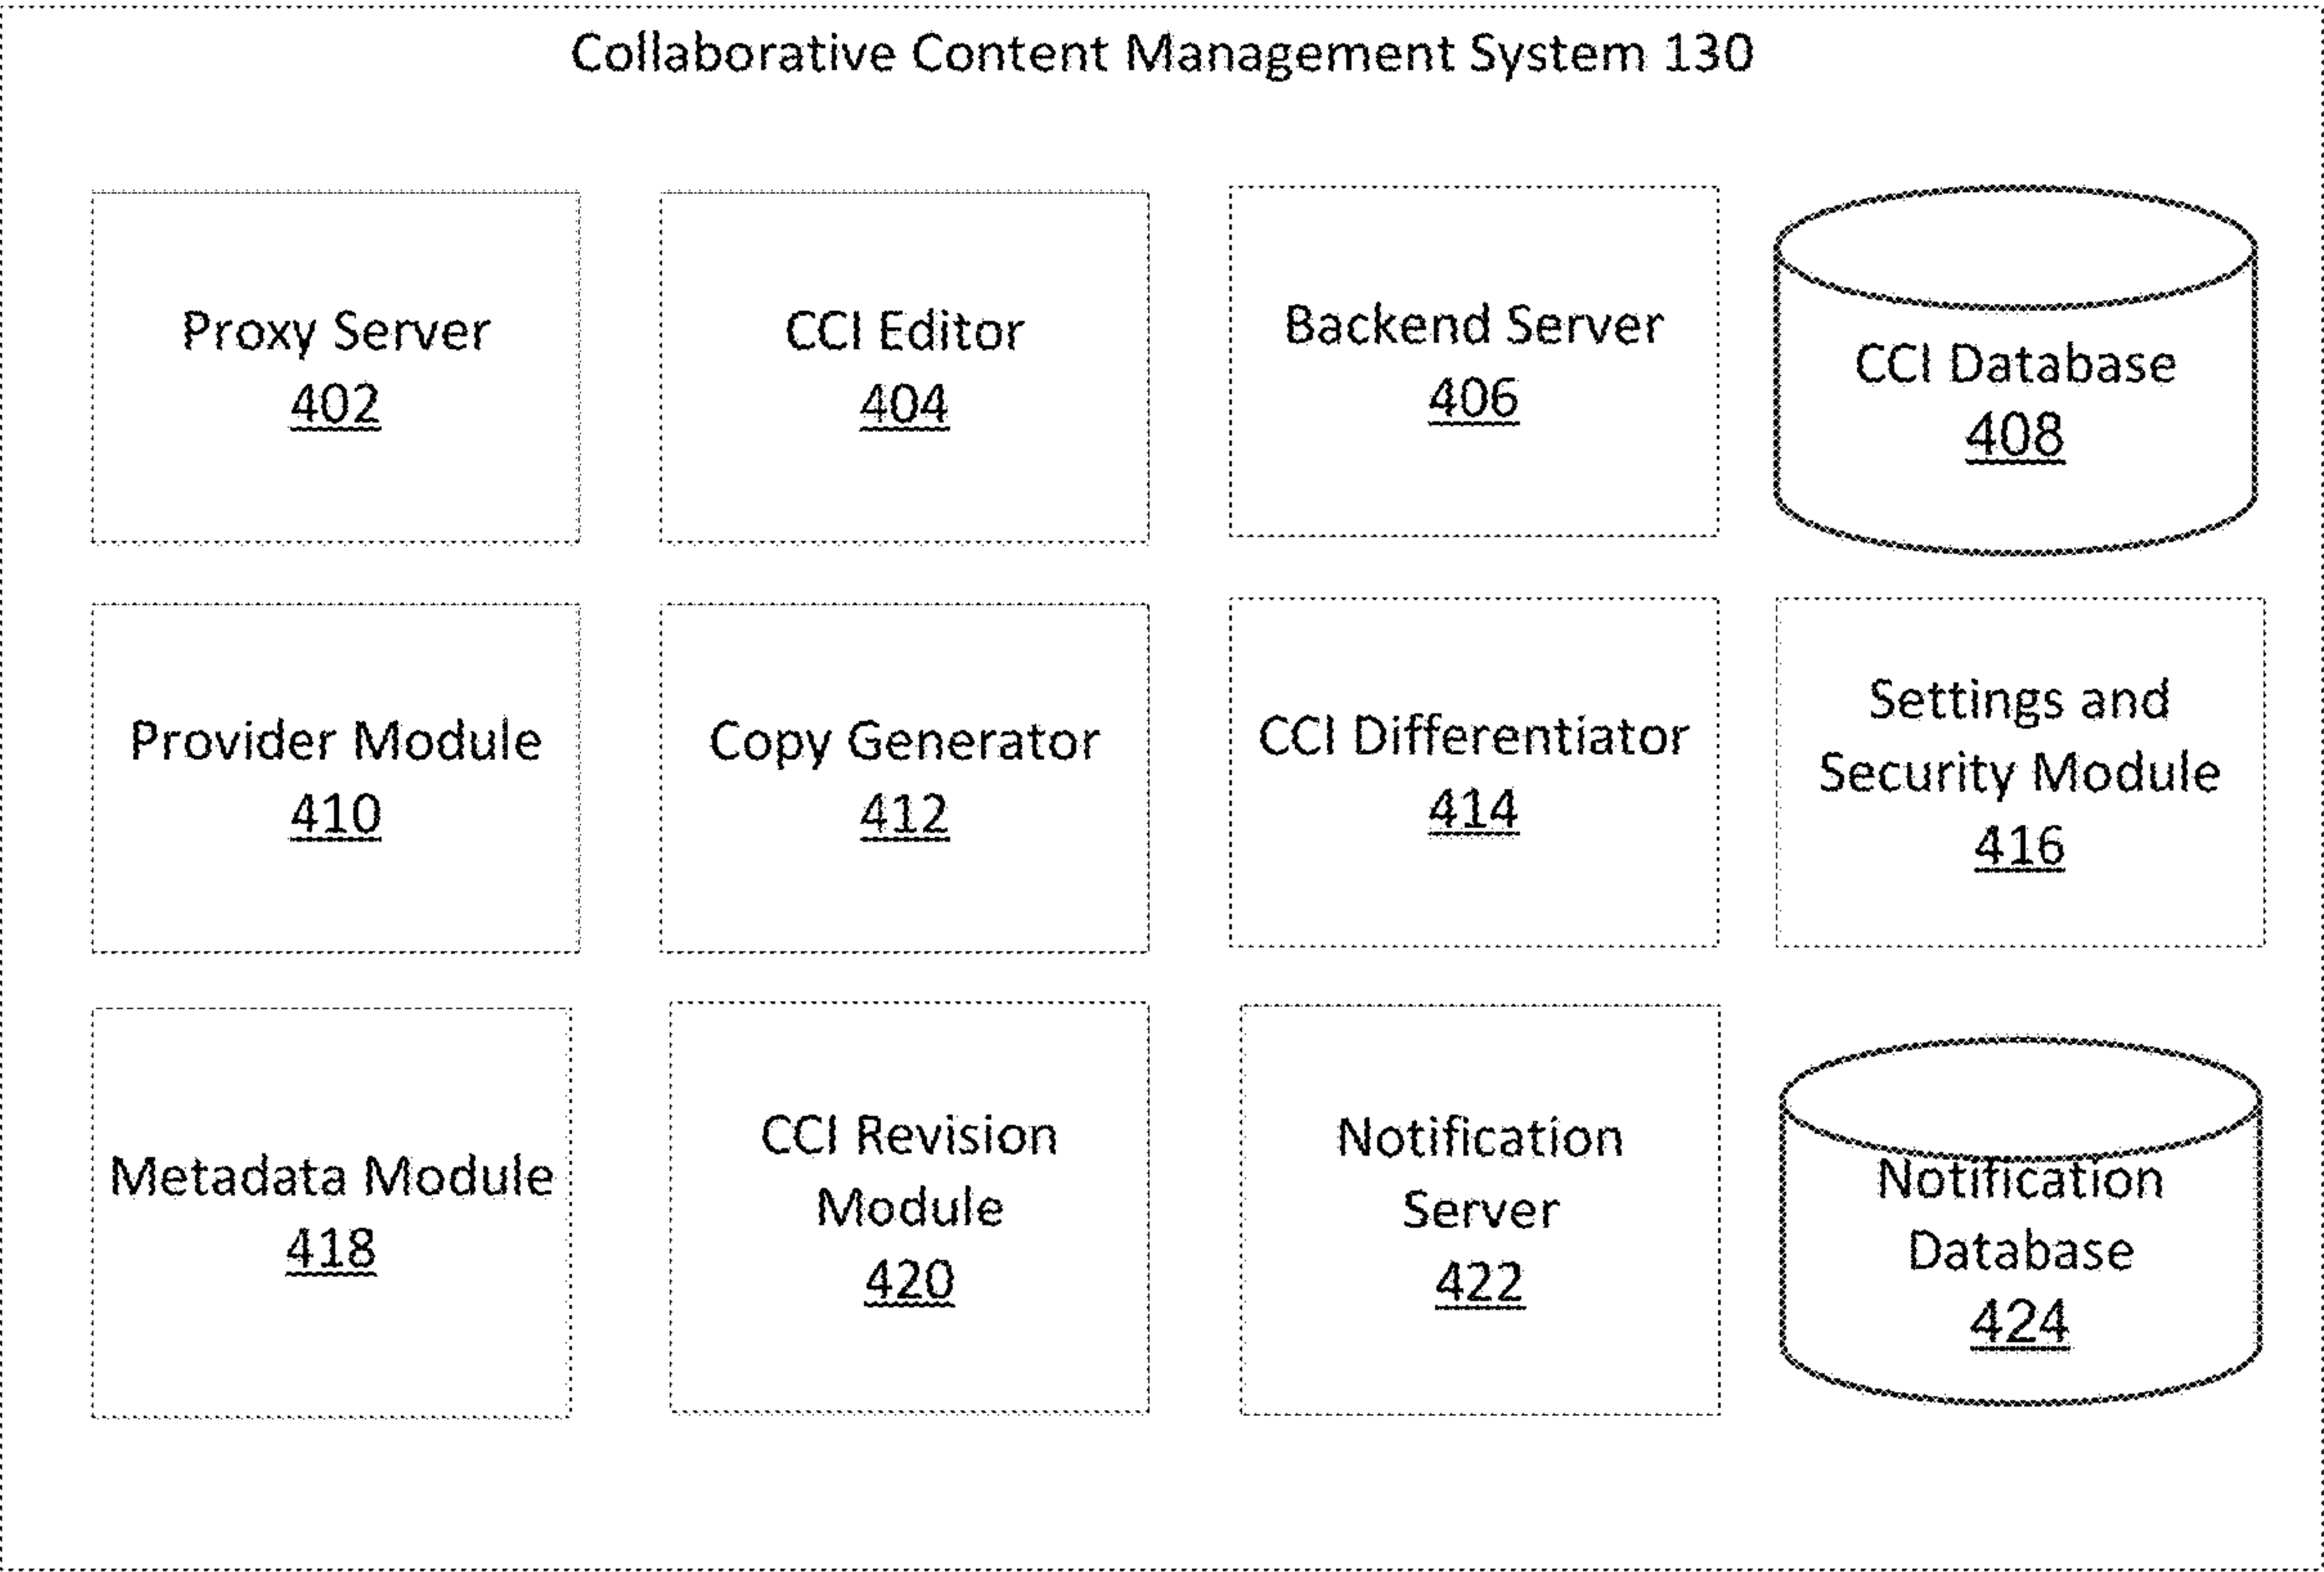 Collaborative Content Management System 130
Proxy Server
402
CCI Editor
404
Backend Server
406
CCI Database
408
Provider Module
410
Copy Generator
412
CCI Differentiator
414
Settings and
Security Module
416
Metadata Module
418
CCI Revision
Module
420
Notification
Server
422
Notification
Database
424